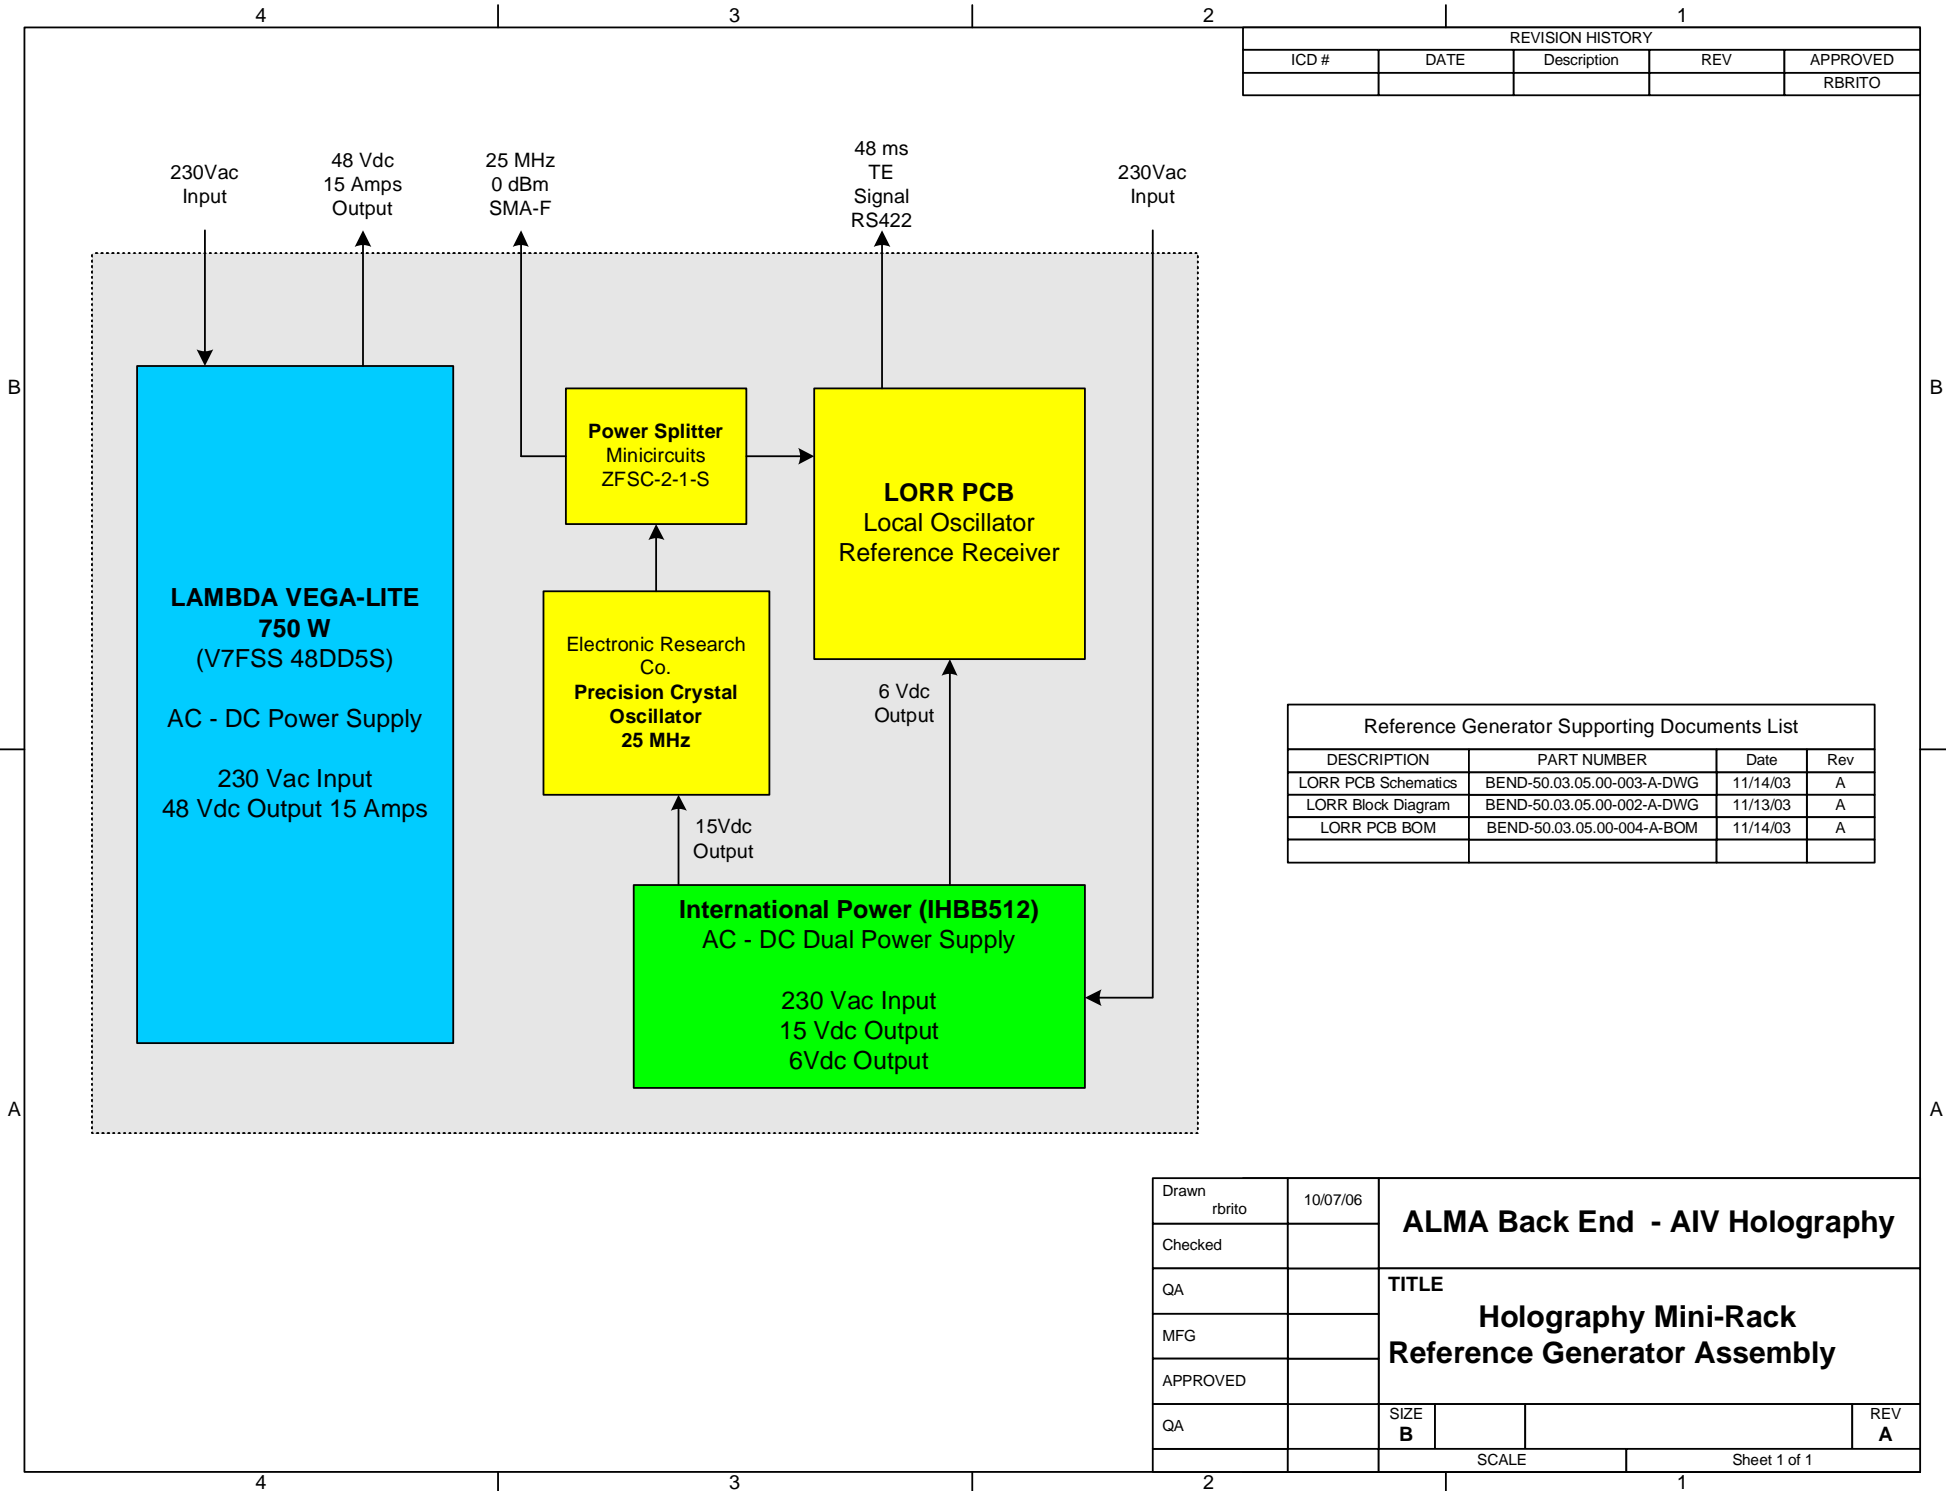 4 3 2 1
REVISION HISTORY
ICD # DATE Description REV APPROVED
RBRITO
230Vac
Input
48 Vdc
15 Amps
Output
25 MHz
0 dBm
SMA-F
48 ms
TE
Signal
RS422
230Vac
Input
B B
Power Splitter
Minicircuits
ZFSC-2-1-S
LORR PCB
Local Oscillator
Reference Receiver
LAMBDA VEGA-LITE
750 W
(V7FSS 48DD5S)
AC - DC Power Supply
230 Vac Input
48 Vdc Output 15 Amps
Electronic Research
Co.
Precision Crystal
Oscillator
25 MHz
6 Vdc
Output
15Vdc
Output
International Power (IHBB512)
AC - DC Dual Power Supply
230 Vac Input
15 Vdc Output
6Vdc Output
Reference Generator Supporting Documents List
DESCRIPTION PART NUMBER Date Rev
LORR PCB Schematics BEND-50.03.05.00-003-A-DWG 11/14/03 A
LORR Block Diagram BEND-50.03.05.00-002-A-DWG 11/13/03 A
LORR PCB BOM BEND-50.03.05.00-004-A-BOM 11/14/03 A
A A
Drawn
rbrito 10/07/06
Checked
QA
MFG
APPROVED
QA
ALMA Back End - AIV Holography
TITLE
Holography Mini-Rack
Reference Generator Assembly
SIZE
B
REV
A
SCALE Sheet 1 of 1
4 3 2 1